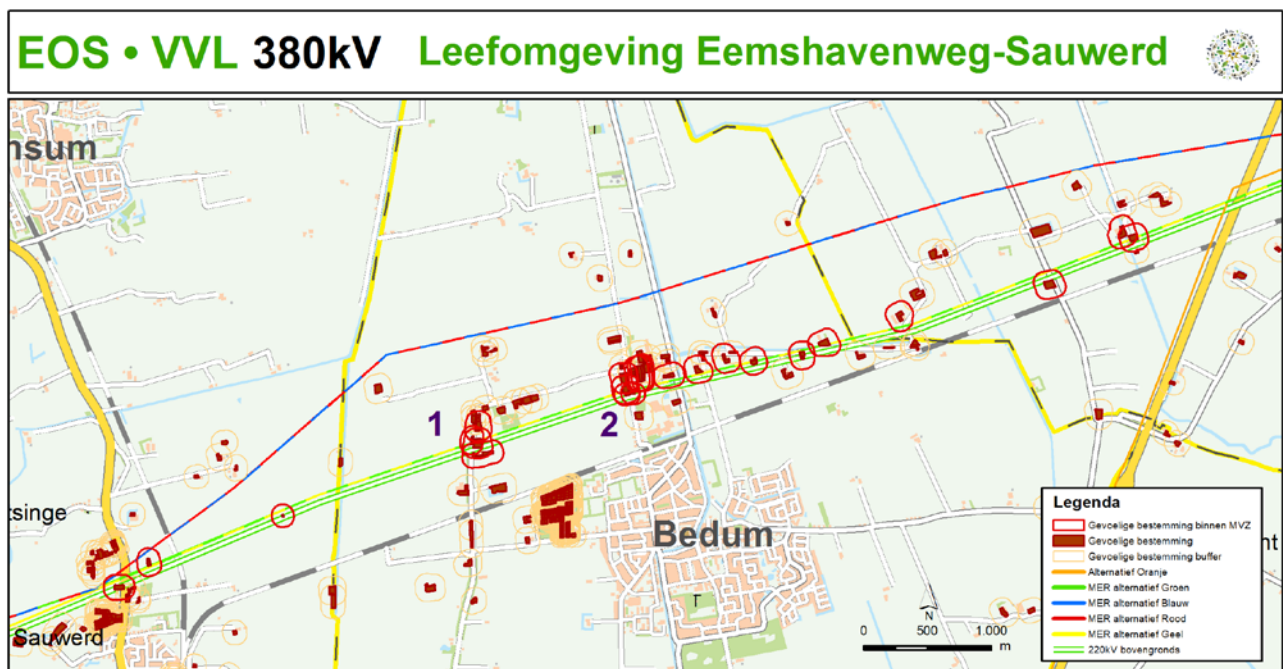 EOS • VVL 380kV Leefomgeving Eemshavenweg-Sauwerd
nsum
1
2
tsinge
Bedum
ht
Sauwerd
T
N
0 500 1.000
m
Legenda
Gevoelige bestemming binnen MVZ
Gevoelige bestemming
Gevoelige bestemming buffer
Alternatief Oranje
MER alternatief Groen
MER alternatief Blauw
MER alternatief Rood
MER alternatief Geel
220kV bovengronds